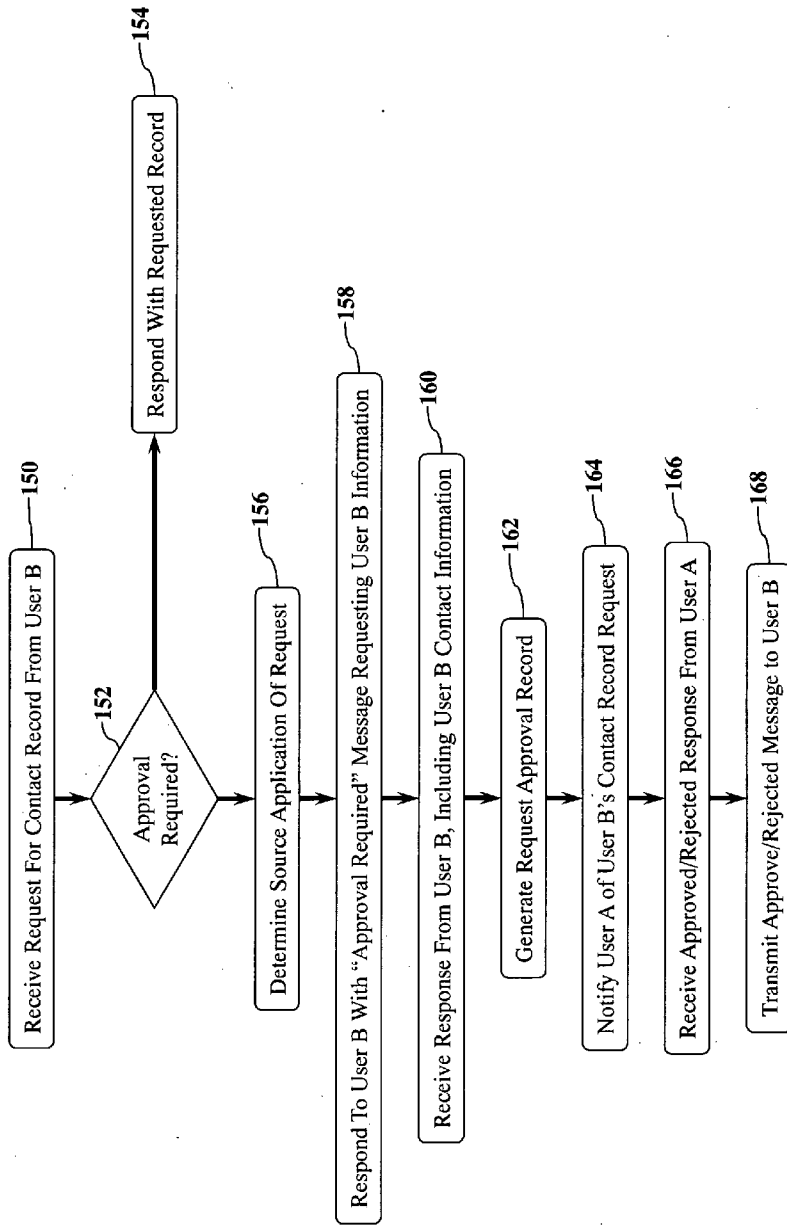 Receive Request For Contact Record From User B
150
152
Approval
Required?
Respond With Requested Record
154
Determine Source Application Of Request
156
Respond To User B With “Approval Required” Message Requesting User B Information
158
Receive Response From User B, Including User B Contact Information
160
Generate Request Approval Record
162
Notify User A of User B's Contact Record Request
164
Receive Approved/Rejected Response From User A
166
Transmit Approve/Rejected Message to User B
168